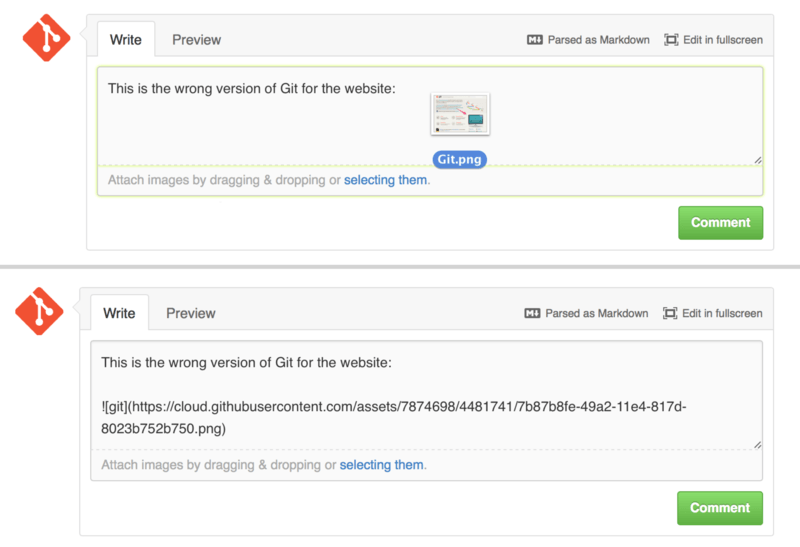 Write Preview Parsed as Markdown Edit in fullscreen
This is the wrong version of Git for the website:
Git.png
Attach images by dragging & dropping or selecting them.
Comment
Write Preview Parsed as Markdown Edit in fullscreen
This is the wrong version of Git for the website:
![git](https://cloud.githubusercontent.com/assets/7874698/4481741/7b87b8fe-49a2-11e4-817d-
8023b752b750.png)
Attach images by dragging & dropping or selecting them.
Comment